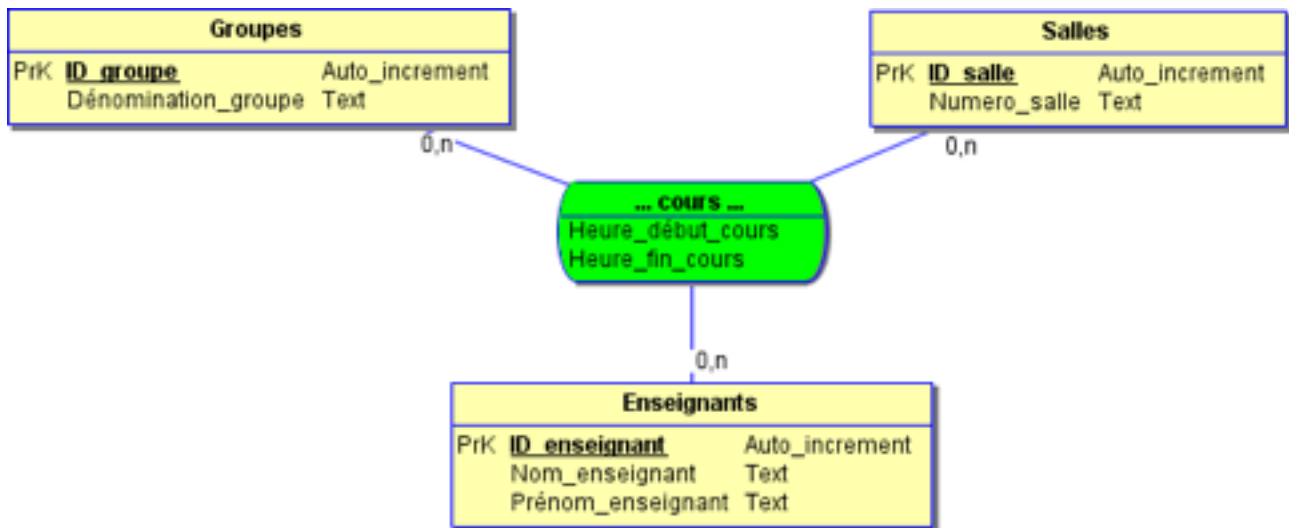 Groupes
PrK ID_groupe Auto_increment
Dénomination_groupe Text
0,n
Salles
PrK ID_salle Auto_increment
Numero_salle Text
0,n
... cours ...
Heure_début_cours
Heure_fin_cours
0,n
Enseignants
PrK ID_enseignant Auto_increment
Nom_enseignant Text
Prénom_enseignant Text